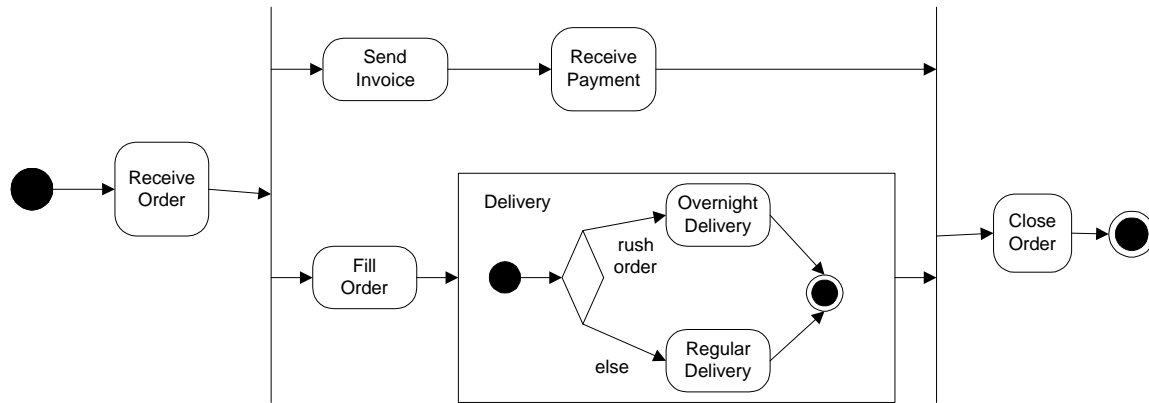 Send
Invoice
Receive
Payment
Receive
Order
Delivery
Overnight
Delivery
rush
order
Close
Order
Fill
Order
else
Regular
Delivery